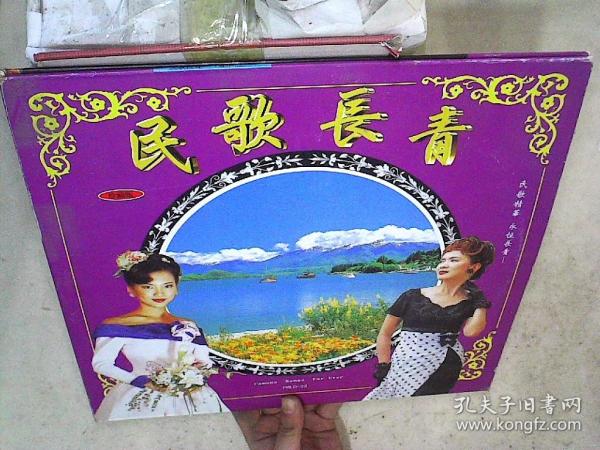 民歌長青
民歌精華 永恒長青
Famous Songs For Ever
孔夫子旧书网
www.kongfz.com